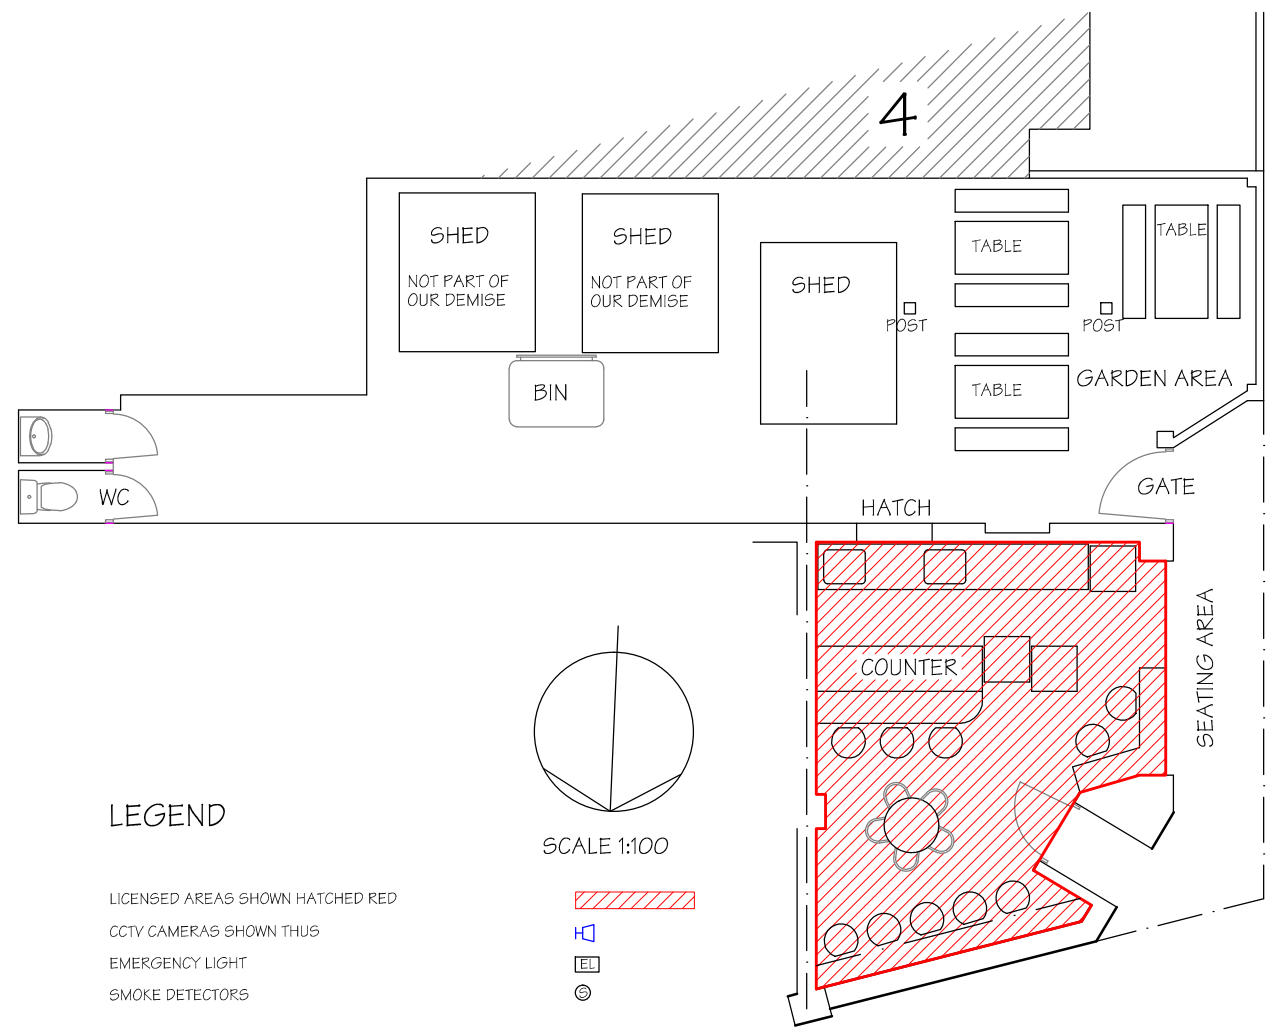 4
SHED
NOT PART OF
OUR DEMISE
SHED
NOT PART OF
OUR DEMISE
SHED
TABLE
TABLE
POST
POST
BIN
TABLE
GARDEN AREA
WC
GATE
HATCH
COUNTER
SEATING AREA
LEGEND
SCALE 1:100
LICENSED AREAS SHOWN HATCHED RED
CCTV CAMERAS SHOWN THUS
EMERGENCY LIGHT
EL
SMOKE DETECTORS
S